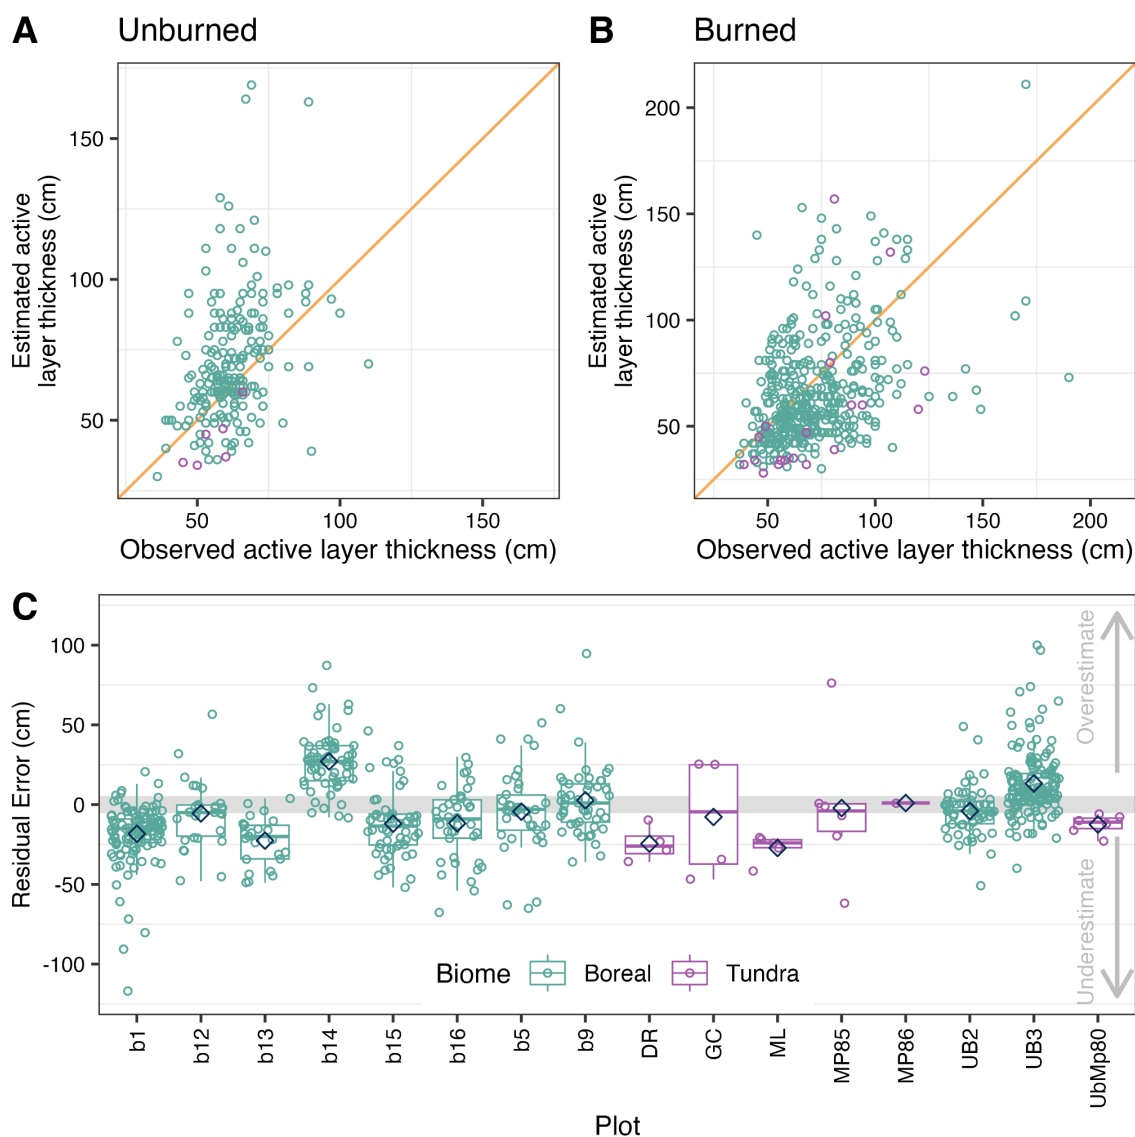 A Unburned
Estimated active
layer thickness (cm)
150
100
50
50 100 150
Observed active layer thickness (cm)
B Burned
Estimated active
layer thickness (cm)
200
150
100
50
50 100 150 200
Observed active layer thickness (cm)
C
Residual Error (cm)
100
50
0
-50
-100
Overestimate
Underestimate
Biome Boreal Tundra
b1 b12 b13 b14 b15 b16 b5 b9 DR GC ML MP85 MP86 UB2 UB3 UbMp80
Plot